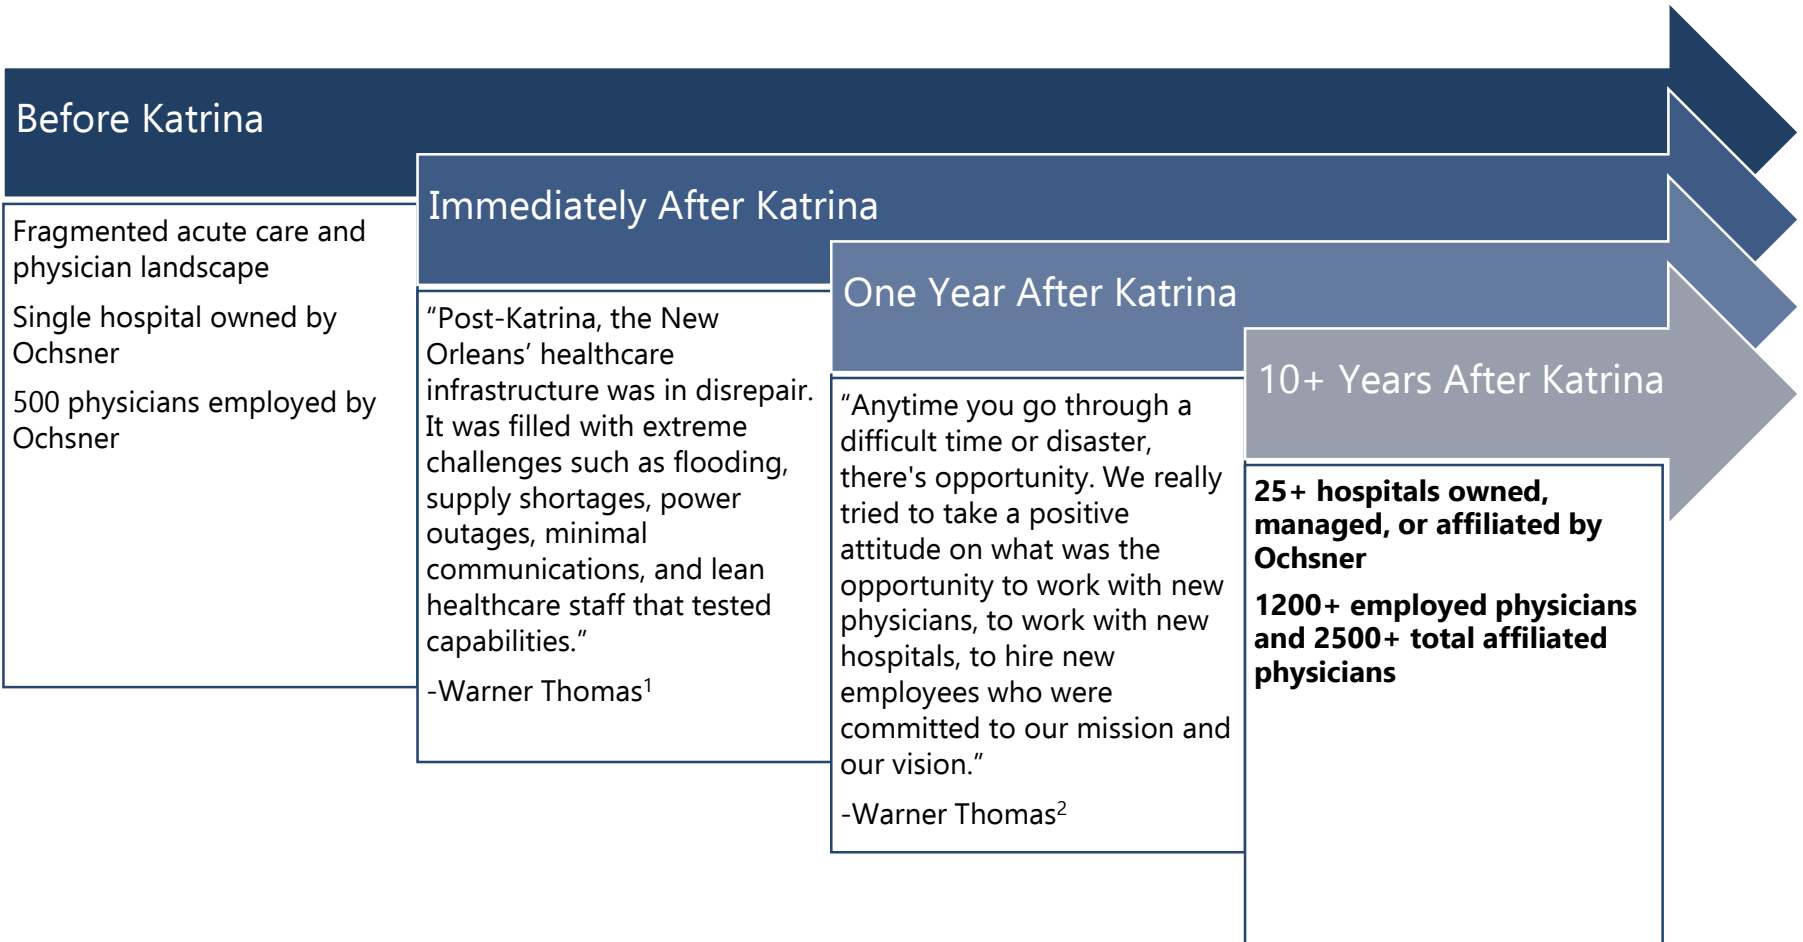 Before Katrina
Fragmented acute care and
physician landscape
Single hospital owned by
Ochsner
500 physicians employed by
Ochsner
Immediately After Katrina
“Post-Katrina, the New
Orleans’ healthcare
infrastructure was in disrepair.
It was filled with extreme
challenges such as flooding,
supply shortages, power
outages, minimal
communications, and lean
healthcare staff that tested
capabilities.”
-Warner Thomas¹
One Year After Katrina
“Anytime you go through a
difficult time or disaster,
there's opportunity. We really
tried to take a positive
attitude on what was the
opportunity to work with new
physicians, to work with new
hospitals, to hire new
employees who were
committed to our mission and
our vision.”
-Warner Thomas²
10+ Years After Katrina
25+ hospitals owned,
managed, or affiliated by
Ochsner
1200+ employed physicians
and 2500+ total affiliated
physicians